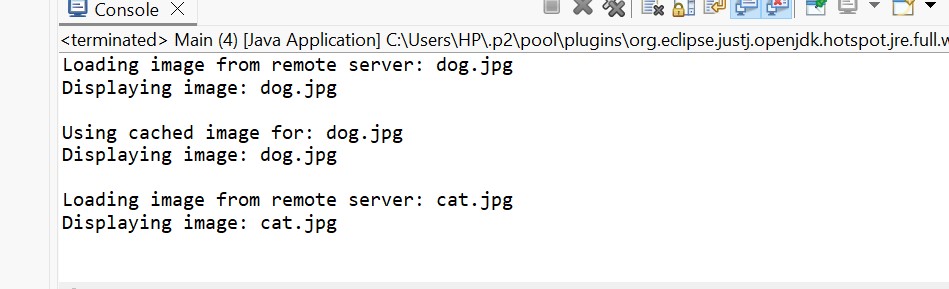 Console
<terminated> Main (4) [Java Application] C:\Users\HP\.p2\pool\plugins\org.eclipse.justj.openjdk.hotspot.jre.full.w
Loading image from remote server: dog.jpg
Displaying image: dog.jpg
Using cached image for: dog.jpg
Displaying image: dog.jpg
Loading image from remote server: cat.jpg
Displaying image: cat.jpg